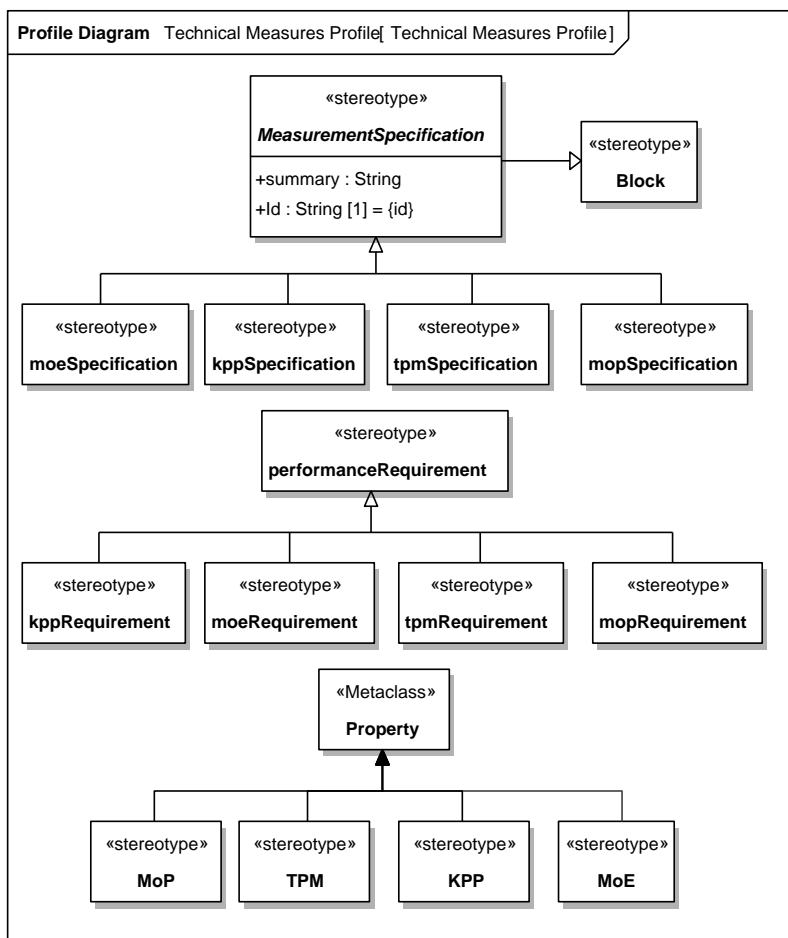 Profile Diagram Technical Measures Profile[ Technical Measures Profile]
«stereotype»
MeasurementSpecification
+summary : String
+Id : String [1] = {id}
«stereotype»
Block
«stereotype»
moeSpecification
«stereotype»
kppSpecification
«stereotype»
tpmSpecification
«stereotype»
mopSpecification
«stereotype»
performanceRequirement
«stereotype»
kppRequirement
«stereotype»
moeRequirement
«stereotype»
tpmRequirement
«stereotype»
mopRequirement
«Metaclass»
Property
«stereotype»
MoP
«stereotype»
TPM
«stereotype»
KPP
«stereotype»
MoE